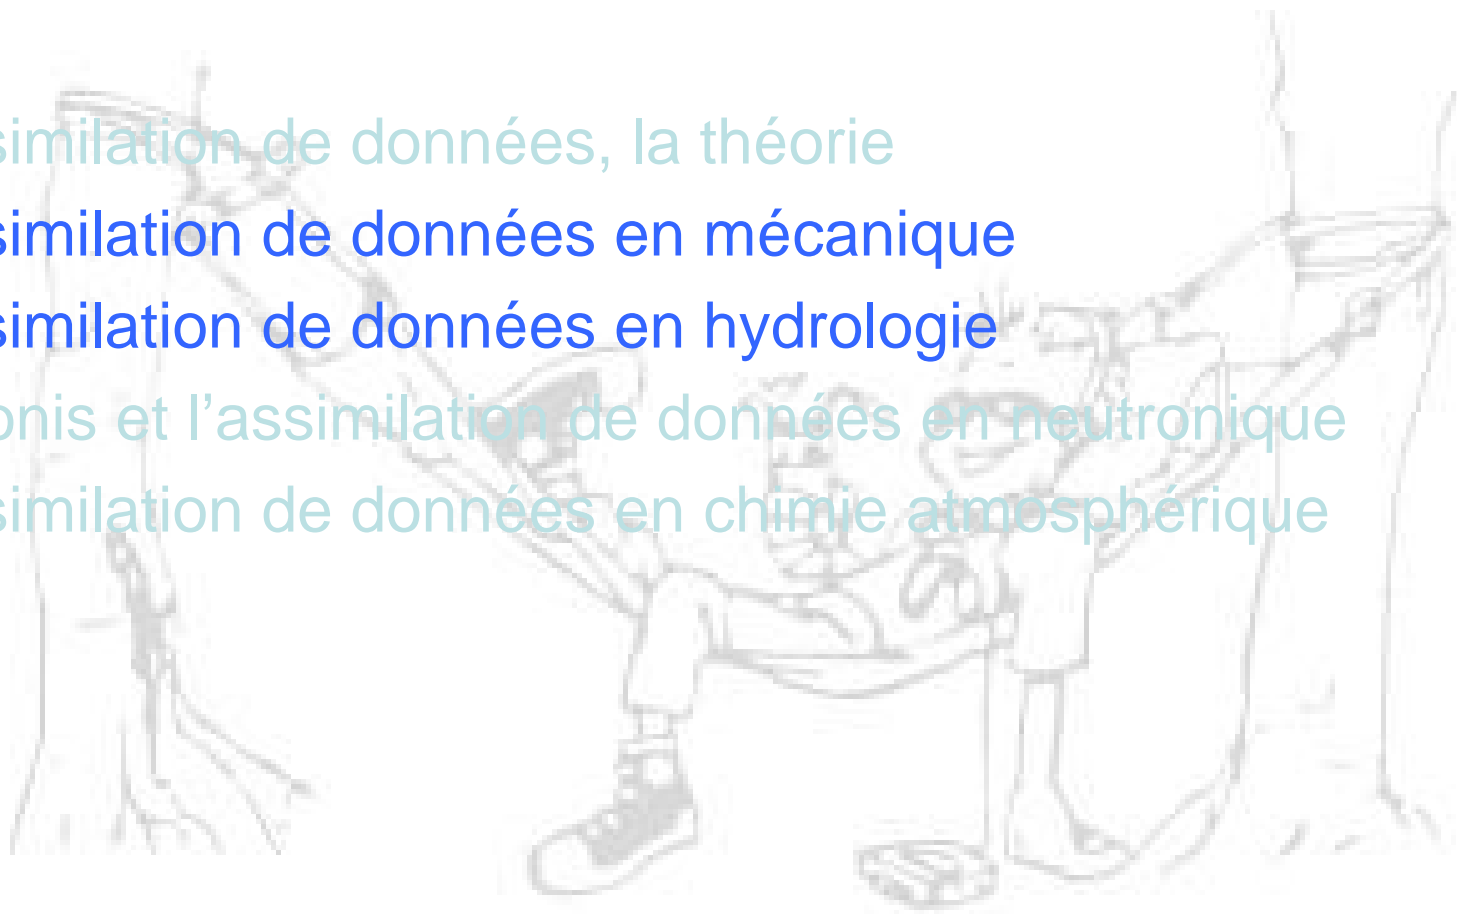 similation de données, la théorie
similation de données en mécanique
similation de données en hydrologie
onis et l’assimilation de données en neutronique
similation de données en chimie atmosphérique